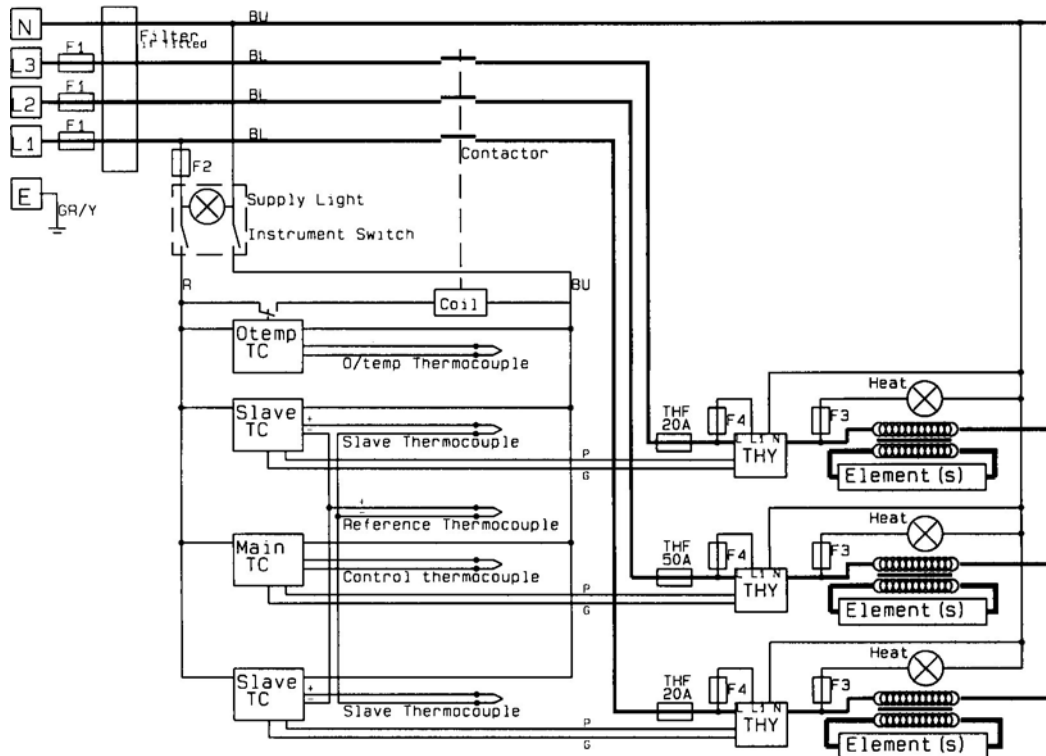 N
BU
Filter
if fitted
F1
L3
BL
F1
L2
BL
F1
L1
BL
Contactor
F2
E
GR/Y
Supply Light
Instrument Switch
R
BU
Coil
Otemp
TC
O/temp Thermocouple
Heat
THF
20A
F4
F3
L L1 N
THY
Element(s)
Slave
TC
+
-
Slave Thermocouple
P
G
+
-
Reference Thermocouple
Heat
THF
50A
F4
F3
L L1 N
THY
Element(s)
Main
TC
Control thermocouple
P
G
Heat
THF
20A
F4
F3
L L1 N
THY
Element(s)
Slave
TC
+
-
Slave Thermocouple
P
G